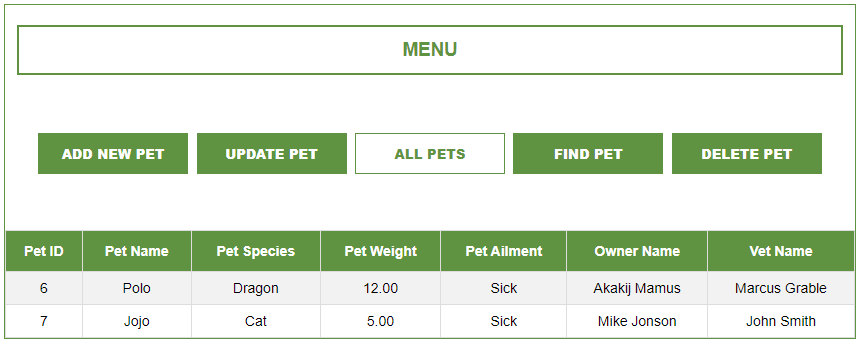 MENU
ADD NEW PET UPDATE PET ALL PETS FIND PET DELETE PET
Pet ID Pet Name Pet Species Pet Weight Pet Ailment Owner Name Vet Name
6 Polo Dragon 12.00 Sick Akakij Mamus Marcus Grable
7 Jojo Cat 5.00 Sick Mike Jonson John Smith